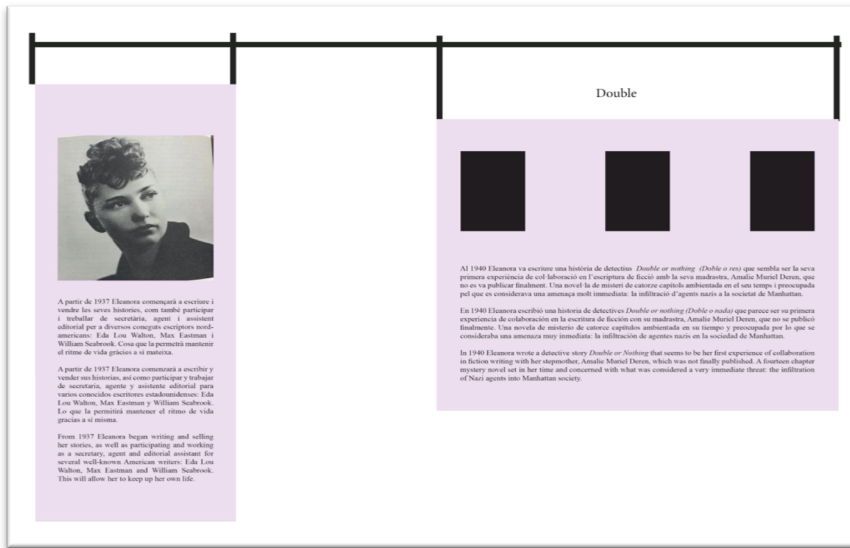 A partir de 1937 Eleanora començarà a escriure i
vendre les seves histories, com també participar
i treballar de secretària, agent i assistent
editorial per a diversos coneguts escriptors nord-
americans: Eda Lou Walton, Max Eastman i
William Seabrook. Cosa que la permetrà mantenir
el ritme de vida gràcies a si mateixa.
A partir de 1937 Eleanora comenzará a escribir y
vender sus historias, así como participar y trabajar
de secretaria, agente y asistente editorial para
varios conocidos escritores estadounidenses: Eda
Lou Walton, Max Eastman y William Seabrook.
Lo que la permitirá mantener el ritmo de vida
gracias a si misma.
From 1937 Eleanora began writing and selling
her stories, as well as participating and working
as a secretary, agent and editorial assistant for
several well-known American writers: Eda Lou
Walton, Max Eastman and William Seabrook.
This will allow her to keep up her own life.
Double
Al 1940 Eleanora va escriure una història de detectius Double or nothing (Doble o res) que sembla ser la seva
primera experiència de col·laboració en l'escriptura de ficció amb la seva madrastra, Amalie Muriel Deren, que
no es va publicar finalment. Una novel·la de misteri de catorze capítols ambientada en el seu temps i preocupada
pel que es considerava una amenaça molt immediata: la infiltració d'agents nazis a la societat de Manhattan.
En 1940 Eleanora escribió una historia de detectives Double or nothing (Doble o nada) que parece ser su primera
experiencia de colaboración en la escritura de ficción con su madrastra, Amalie Muriel Deren, que no se publicó
finalmente. Una novela de misterio de catorce capítulos ambientada en su tiempo y preocupada por lo que se
consideraba una amenaza muy inmediata: la infiltración de agentes nazis en la sociedad de Manhattan.
In 1940 Eleanora wrote a detective story Double or Nothing that seems to be her first experience of collaboration
in fiction writing with her stepmother, Amalie Muriel Deren, which was not finally published. A fourteen chapter
mystery novel set in her time and concerned with what was considered a very immediate threat: the infiltration
of Nazi agents into Manhattan society.